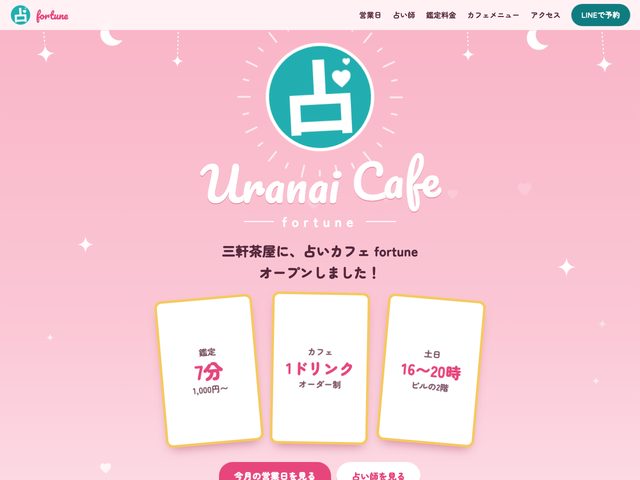 占 fortune
営業日 占い師 鑑定料金 カフェメニュー アクセス LINEで予約
占
Uranai Cafe
fortune
三軒茶屋に、占いカフェ fortune
オープンしました！
鑑定
7分
1,000円〜
カフェ
1ドリンク
オーダー制
土日
16〜20時
ビルの2階
今月の営業日を見る
占い師を見る